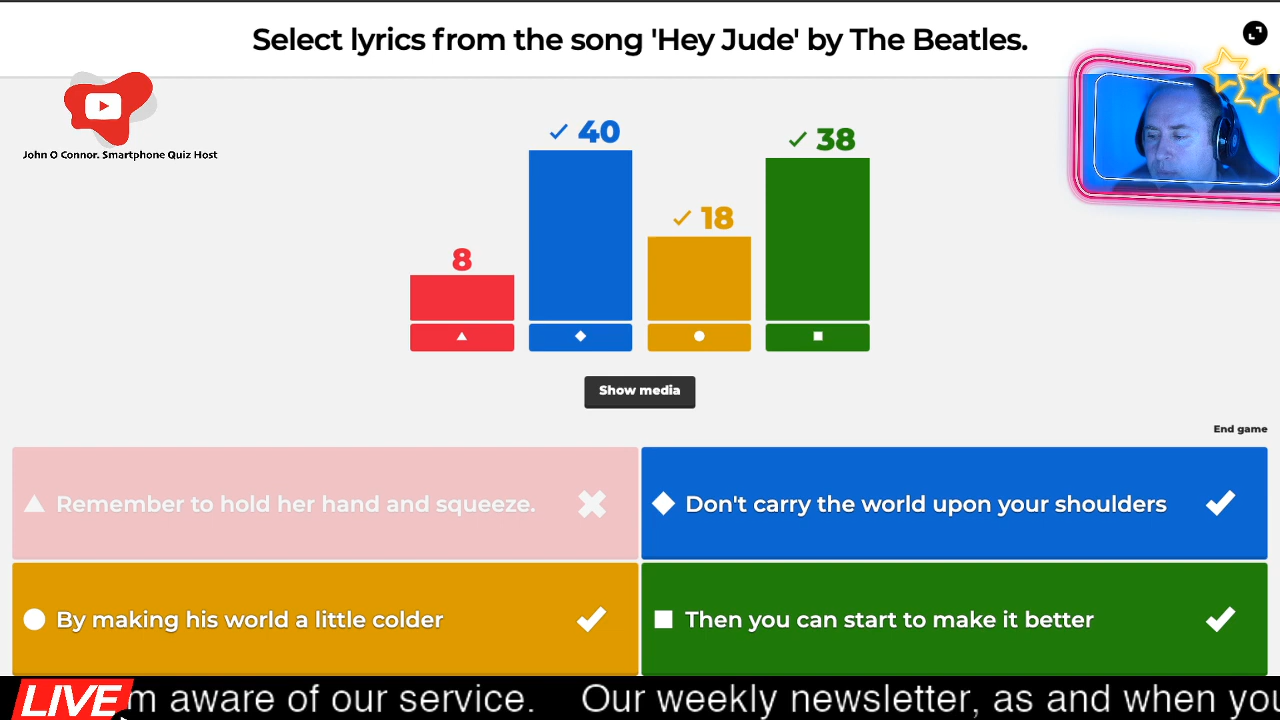 Select lyrics from the song 'Hey Jude' by The Beatles.
John O Connor. Smartphone Quiz Host
8
40
18
38
Show media
End game
Remember to hold her hand and squeeze.
Don't carry the world upon your shoulders
By making his world a little colder
Then you can start to make it better
LIVE
m aware of our service. Our weekly newsletter, as and when you